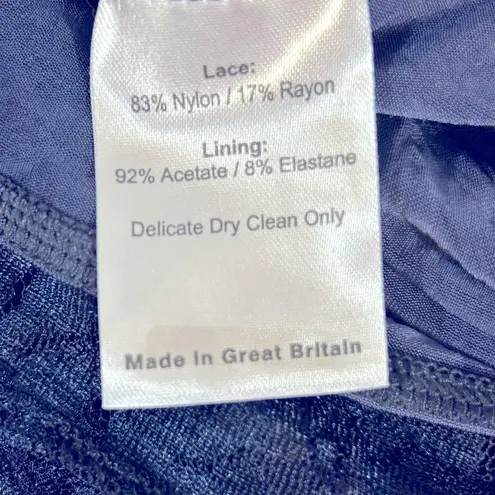 Lace:
83% Nylon / 17% Rayon
Lining:
92% Acetate / 8% Elastane
Delicate Dry Clean Only
Made In Great Britain